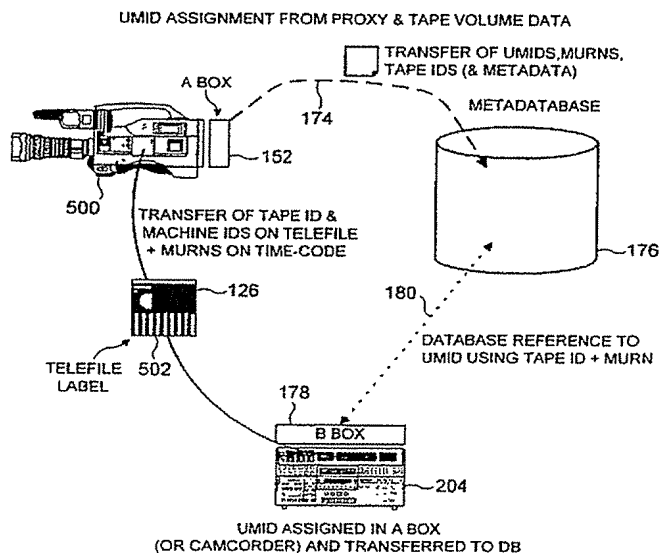 UMID ASSIGNMENT FROM PROXY & TAPE VOLUME DATA
TRANSFER OF UMIDS,MURNS,
TAPE IDS (& METADATA)
A BOX
174
METADATABASE
152
500
TRANSFER OF TAPE ID &
MACHINE IDS ON TELEFILE
+ MURNS ON TIME-CODE
176
126
180
DATABASE REFERENCE TO
UMID USING TAPE ID + MURN
TELEFILE
LABEL
502
178
B BOX
204
UMID ASSIGNED IN A BOX
(OR CAMCORDER) AND TRANSFERRED TO DB